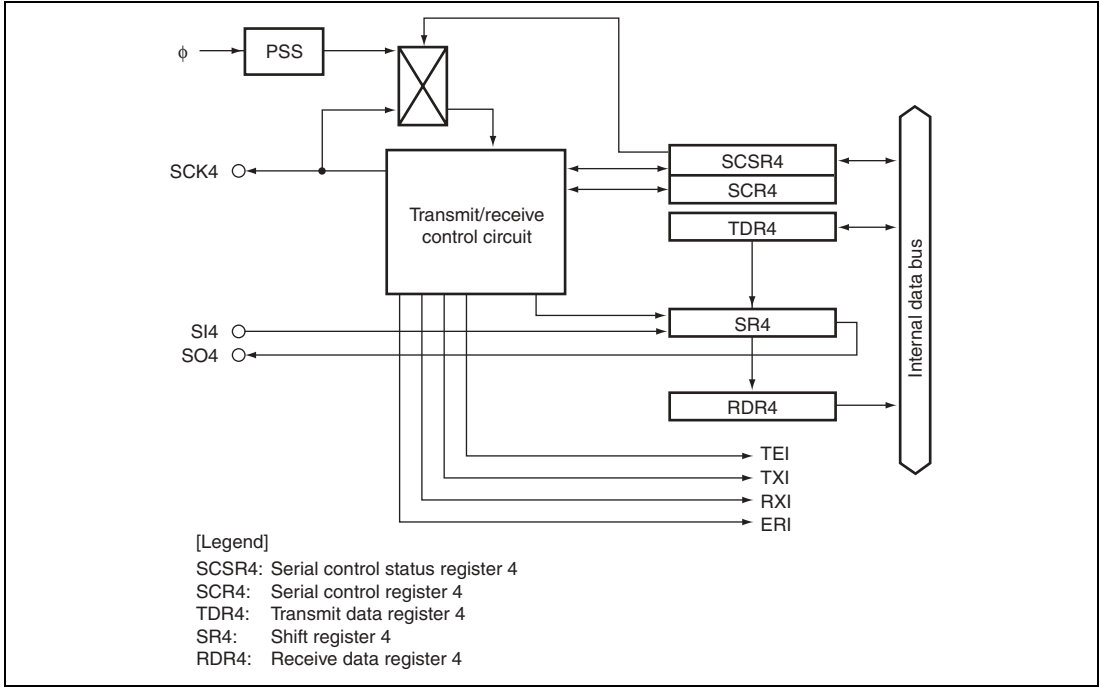 ϕ
PSS
SCK4
Transmit/receive
control circuit
SCSR4
SCR4
TDR4
SI4
SO4
SR4
RDR4
Internal data bus
TEI
TXI
RXI
ERI
[Legend]
SCSR4: Serial control status register 4
SCR4: Serial control register 4
TDR4: Transmit data register 4
SR4: Shift register 4
RDR4: Receive data register 4